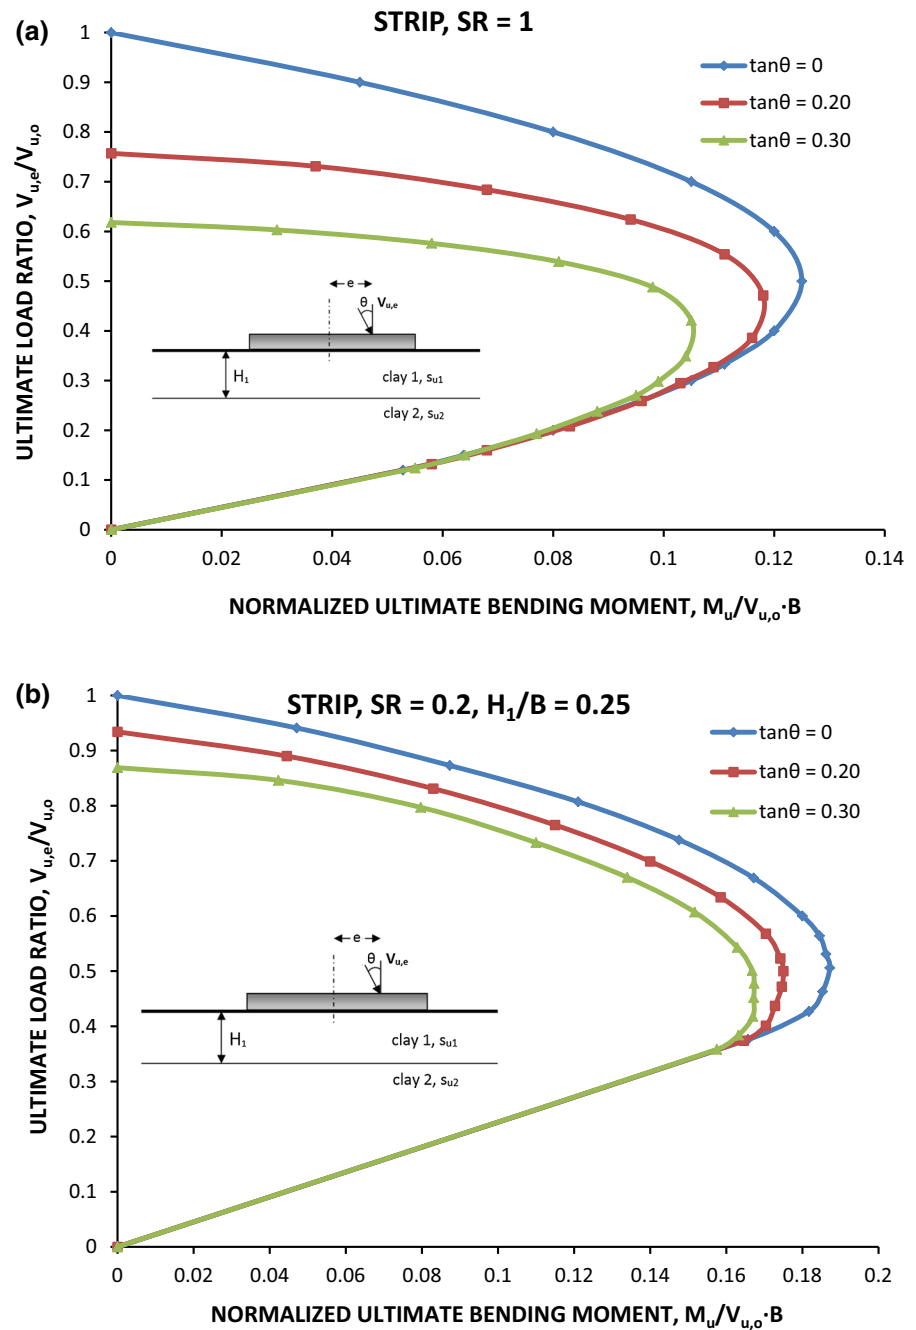 (a) STRIP, SR = 1
tanθ = 0
tanθ = 0.20
tanθ = 0.30
ULTIMATE LOAD RATIO, Vu,e/Vu,o
1
0.9
0.8
0.7
0.6
0.5
0.4
0.3
0.2
0.1
0
e
θ Vu,e
H1
clay 1, su1
clay 2, su2
0 0.02 0.04 0.06 0.08 0.1 0.12 0.14
NORMALIZED ULTIMATE BENDING MOMENT, Mu/Vu,o·B
(b) STRIP, SR = 0.2, H1/B = 0.25
tanθ = 0
tanθ = 0.20
tanθ = 0.30
ULTIMATE LOAD RATIO, Vu,e/Vu,o
1
0.9
0.8
0.7
0.6
0.5
0.4
0.3
0.2
0.1
0
e
θ Vu,e
H1
clay 1, su1
clay 2, su2
0 0.02 0.04 0.06 0.08 0.1 0.12 0.14 0.16 0.18 0.2
NORMALIZED ULTIMATE BENDING MOMENT, Mu/Vu,o·B